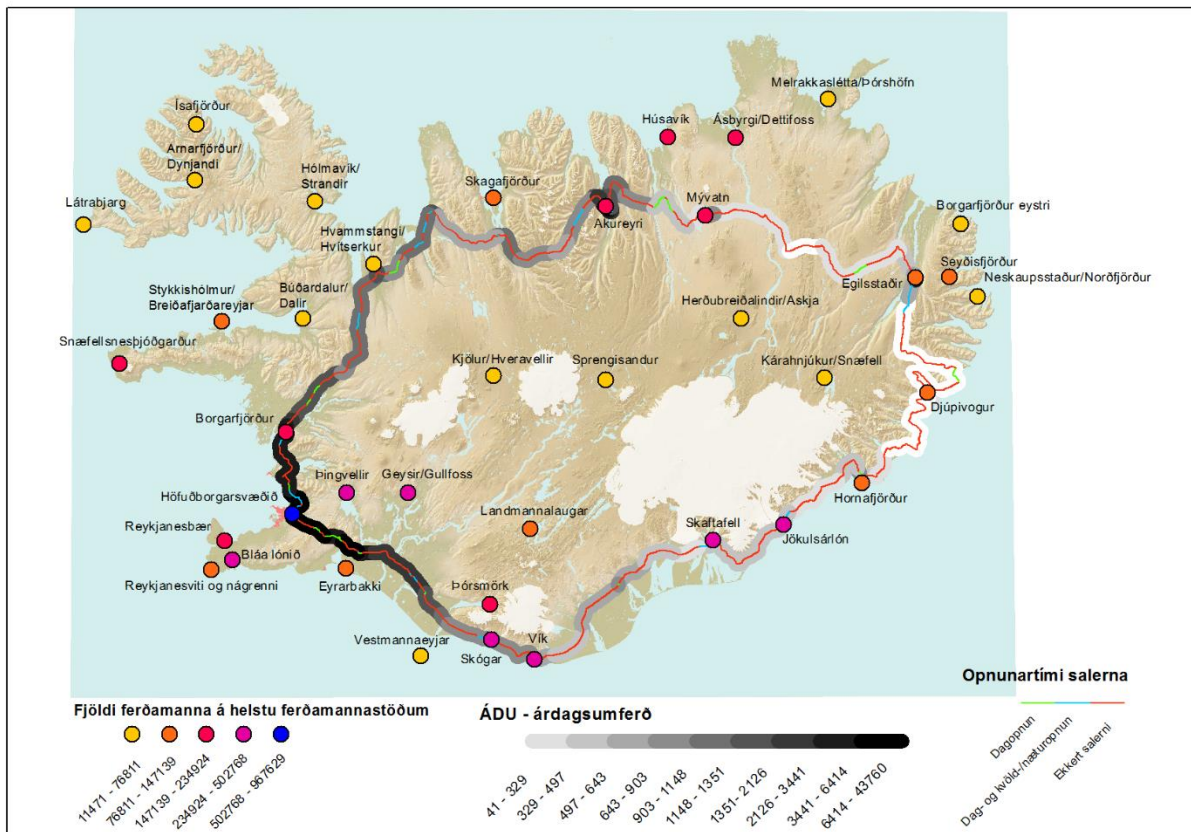 Melrakkaslétta/Þórshöfn
Ísafjörður
Húsavík
Ásbyrgi/Dettifoss
Arnarfjörður/
Dynjandi
Hólmavík/
Strandir
Skagafjörður
Mývatn
Látrabjarg
Akureyri
Borgarfjörður eystri
Hvammstangi/
Hvítserkur
Seyðisfjörður
Egilsstaðir
Neskaupsstaður/Norðfjörður
Stykkishólmur/
Breiðafjarðareyjar
Búðardalur/
Dalir
Herðubreiðalindir/Askja
Snæfellsnesþjóðgarður
Kjölur/Hveravellir
Sprengisandur
Kárahnjúkur/Snæfell
Djúpivogur
Borgarfjörður
Þingvellir
Geysir/Gullfoss
Hornafjörður
Höfuðborgarsvæðið
Landmannalaugar
Skaftafell
Jökulsárlón
Reykjanesbær
Bláa lónið
Reykjanesviti og nágrenni
Eyrarbakki
Þórsmörk
Vestmannaeyjar
Skógar
Vík
Fjöldi ferðamanna á helstu ferðamannastöðum
11471 - 76811
76811 - 147139
147139 - 234924
234924 - 502768
502768 - 967629
ÁDU - árdagsumferð
41 - 329
329 - 497
497 - 643
643 - 903
903 - 1148
1148 - 1351
1351 - 2126
2126 - 3441
3441 - 6414
6414 - 43760
Opnunartími salerna
Dagopnun
Dag- og kvöld-/næturopnun
Ekkert salerni